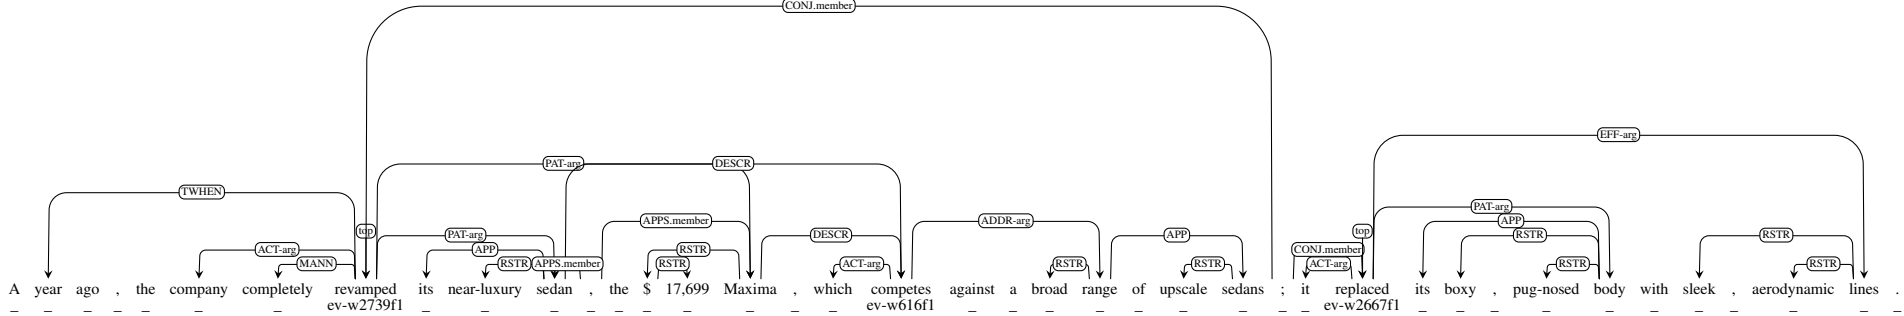 CONJ.member
EFF-arg
PAT-arg DESCR
TWHEN
PAT-arg
APPS.member ADDR-arg APP
top top
PAT-arg DESCR APP RSTR RSTR
ACT-arg APP RSTR CONJ.member
MANN RSTR APPS.member RSTR ACT-arg RSTR RSTR ACT-arg RSTR RSTR
A year ago , the company completely revamped its near-luxury sedan , the $ 17,699 Maxima , which competes against a broad range of upscale sedans ; it replaced its boxy , pug-nosed body with sleek , aerodynamic lines .
_ _ _ _ _ _ _ ev-w2739f1 _ _ _ _ _ _ _ _ _ _ ev-w616f1 _ _ _ _ _ _ _ _ _ ev-w2667f1 _ _ _ _ _ _ _ _ _ _ _